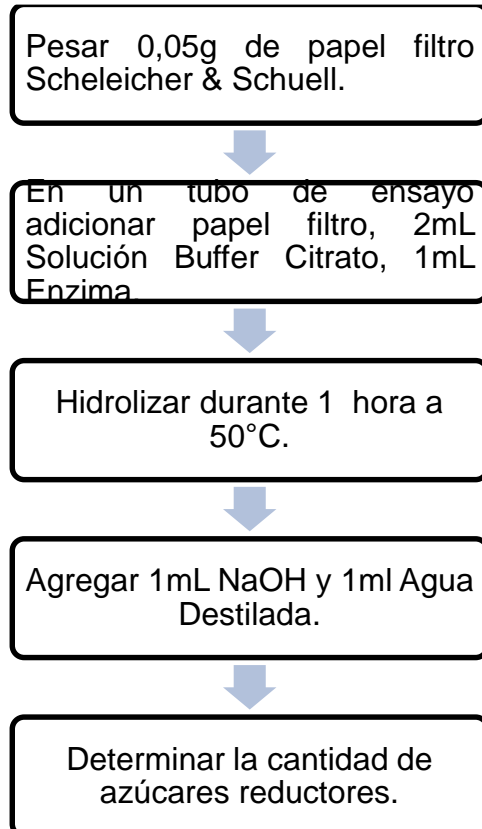 Pesar 0,05g de papel filtro
Scheleicher & Schuell.
En un tubo de ensayo
adicionar papel filtro, 2mL
Solución Buffer Citrato, 1mL
Enzima.
Hidrolizar durante 1 hora a
50°C.
Agregar 1mL NaOH y 1ml Agua
Destilada.
Determinar la cantidad de
azúcares reductores.